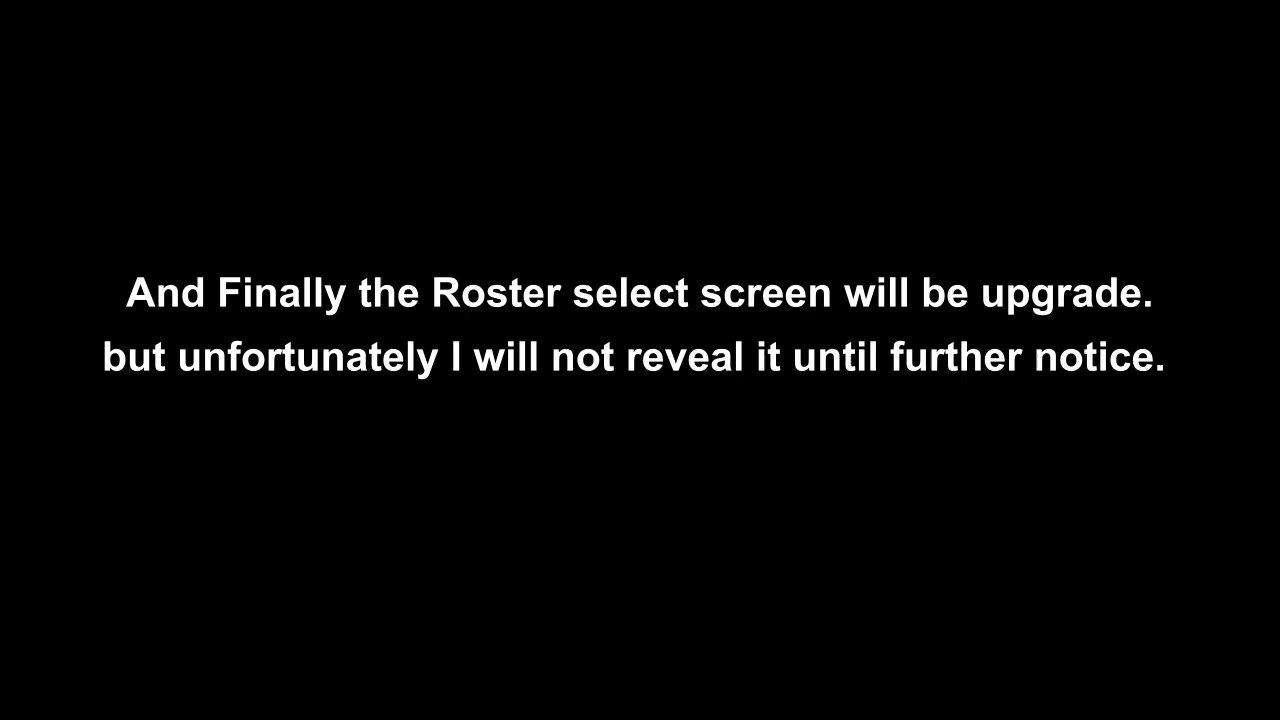 And Finally the Roster select screen will be upgrade.
but unfortunately I will not reveal it until further notice.